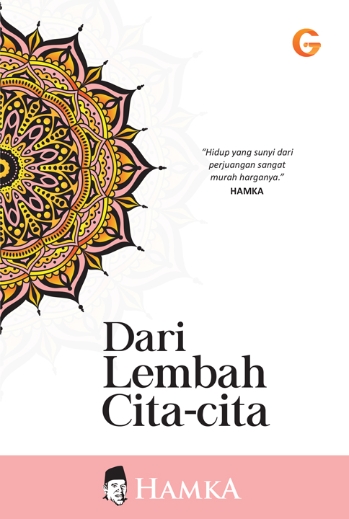 G
“Hidup yang sunyi dari
perjuangan sangat
murah harganya.”
HAMKA
Dari
Lembah
Cita-cita
HAMKA